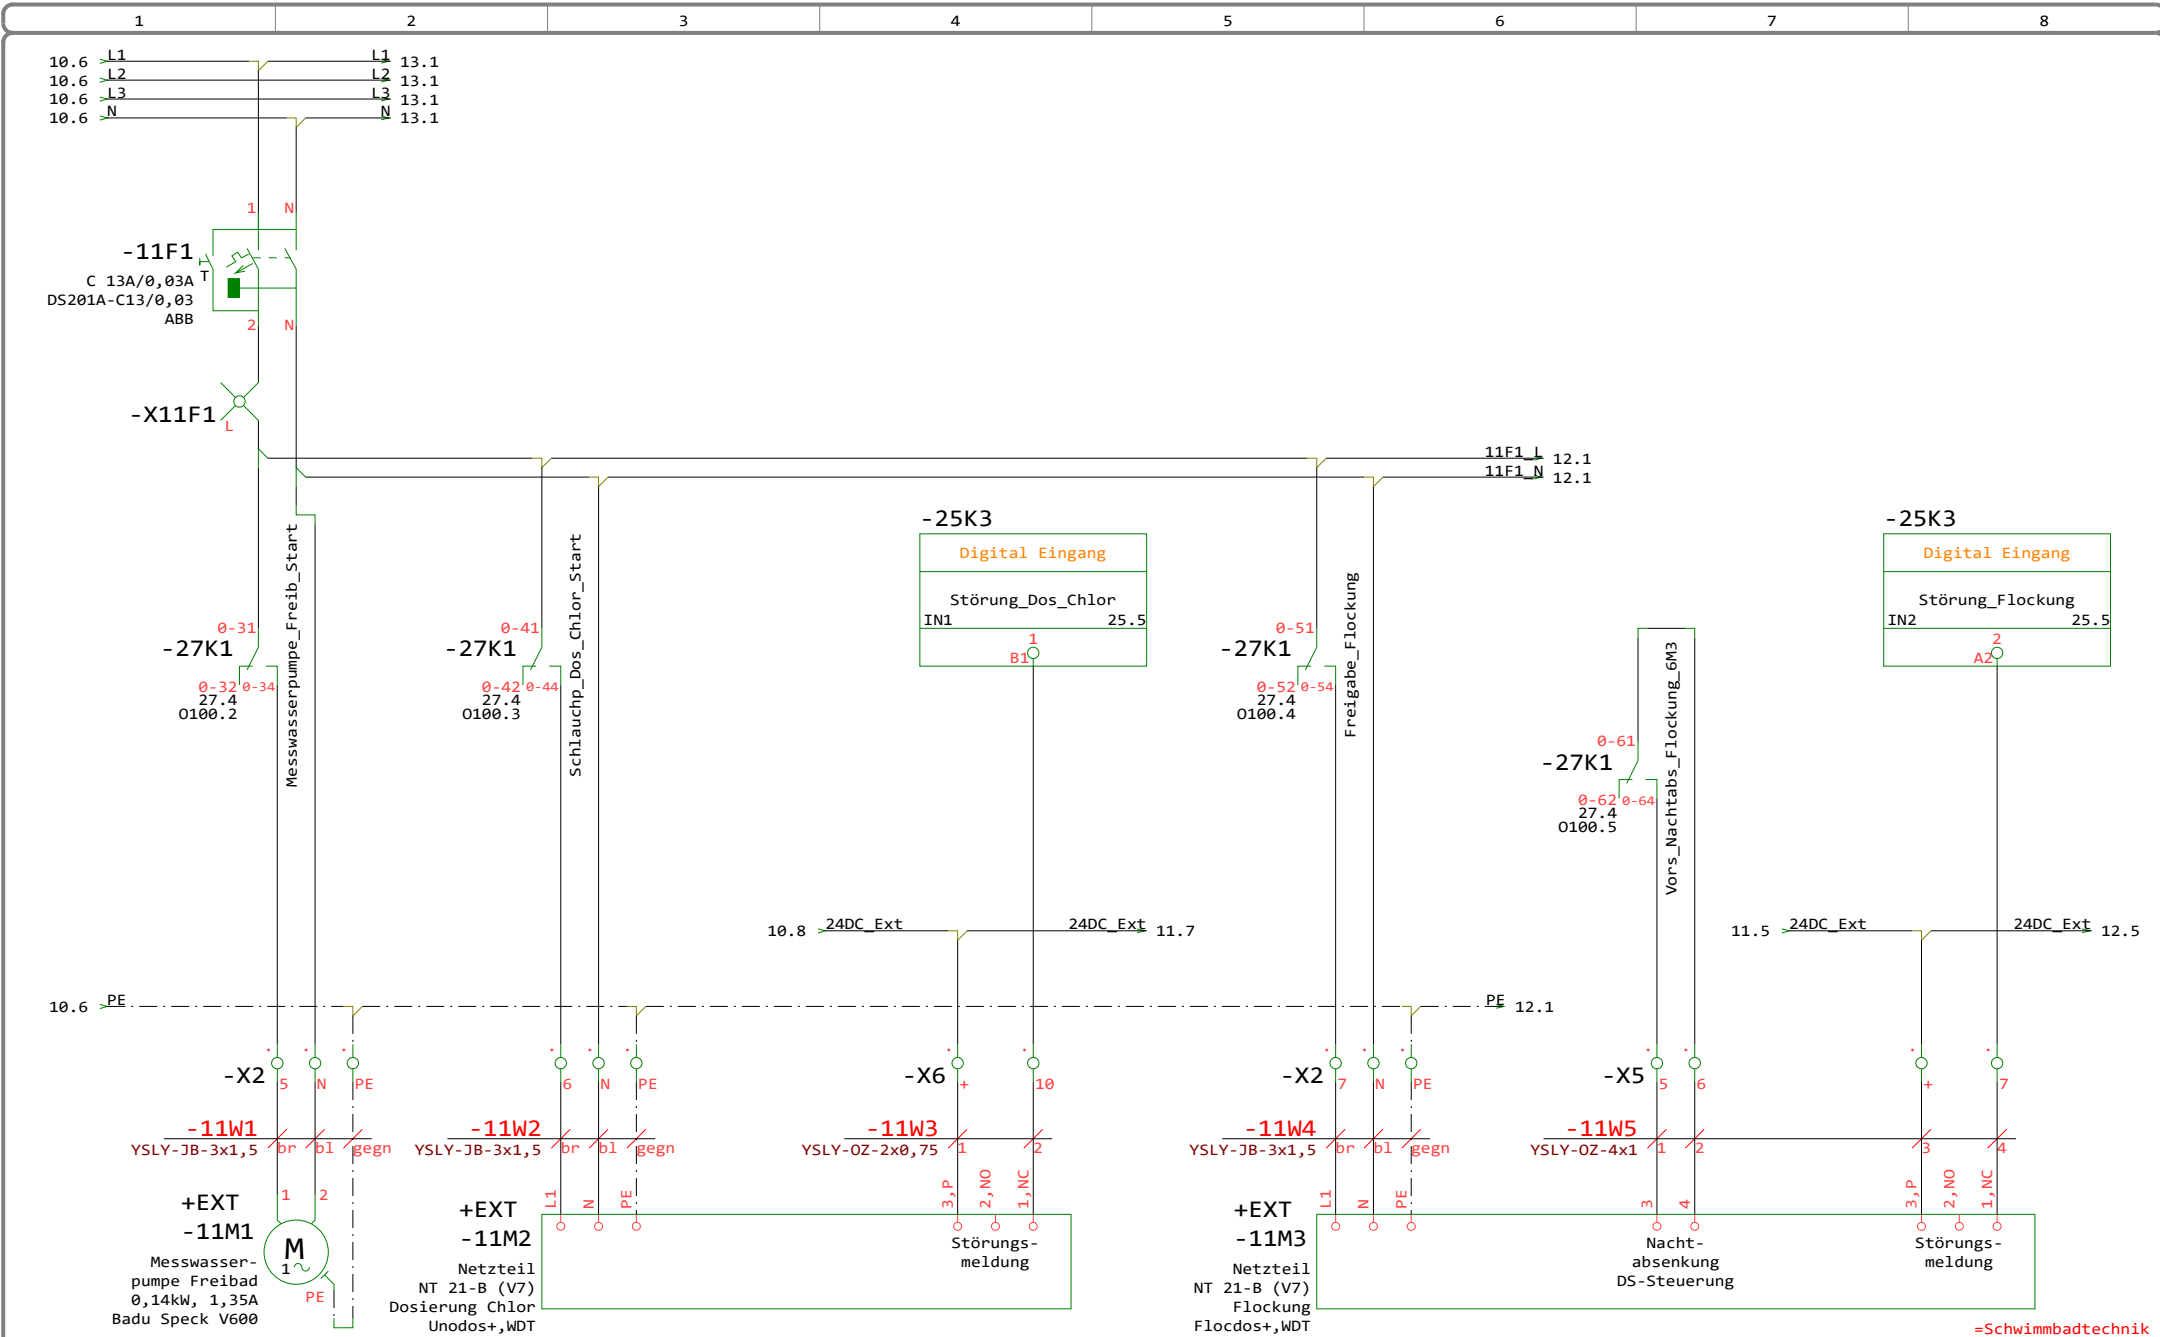 1 2 3 4 5 6 7 8
10.6 L1 L1 13.1
10.6 L2 L2 13.1
10.6 L3 L3 13.1
10.6 N N 13.1
1 N
-11F1
T
C 13A/0,03A
DS201A-C13/0,03
ABB
2 N
-X11F1
L
11F1_L 12.1
11F1_N 12.1
Messwasserpumpe_Freib_Start
0-31
-27K1
0-32 0-34
27.4
O100.2
Schlauchp_Dos_Chlor_Start
0-41
-27K1
0-42 0-44
27.4
O100.3
-25K3
Digital Eingang
Störung_Dos_Chlor
IN1 25.5
1
B1
Freigabe_Flockung
0-51
-27K1
0-52 0-54
27.4
O100.4
Vors_Nachtabs_Flockung_6M3
0-61
-27K1
0-62 0-64
27.4
O100.5
-25K3
Digital Eingang
Störung_Flockung
IN2 25.5
2
A2
10.8 24DC_Ext 24DC_Ext 11.7
11.5 24DC_Ext 24DC_Ext 12.5
10.6 PE PE 12.1
-X2 5 N PE 6 N PE
-X6 + 10
-X2 7 N PE
-X5 5 6 + 7
-11W1
YSLY-JB-3x1,5 br bl gegn
-11W2
YSLY-JB-3x1,5 br bl gegn
-11W3
YSLY-OZ-2x0,75 1 2
-11W4
YSLY-JB-3x1,5 br bl gegn
-11W5
YSLY-OZ-4x1 1 2 3 4
1 2
+EXT
-11M1
M
1
PE
Messwasser-
pumpe Freibad
0,14kW, 1,35A
Badu Speck V600
L1 N PE 3,P 2,NO 1,NC
+EXT
-11M2
Netzteil
NT 21-B (V7)
Dosierung Chlor
Unodos+,WDT
Störungs-
meldung
L1 N PE 3 4 3,P 2,NO 1,NC
+EXT
-11M3
Netzteil
NT 21-B (V7)
Flockung
Flocdos+,WDT
Nacht-
absenkung
DS-Steuerung
Störungs-
meldung
=Schwimmbadtechnik